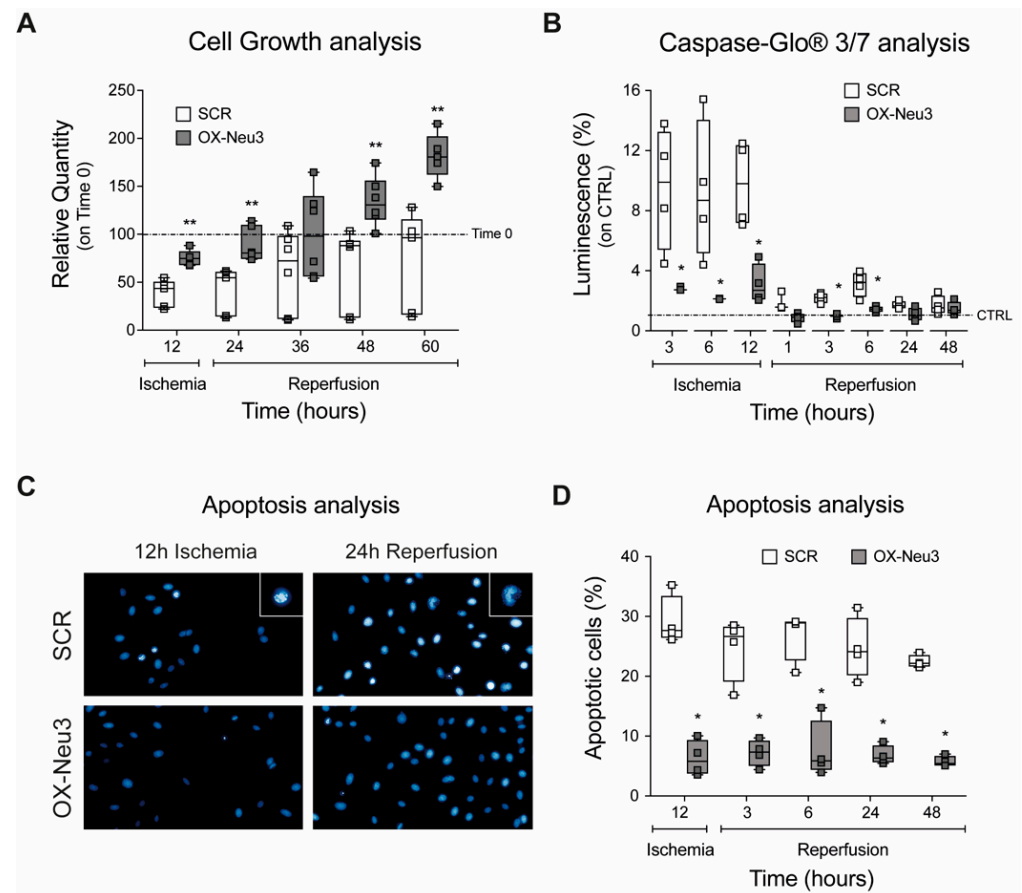 A
Cell Growth analysis
Relative Quantity
(on Time 0)
250
200
150
100
50
0
SCR
OX-Neu3
**
**
**
**
Time 0
12
24
36
48
60
Ischemia
Reperfusion
Time (hours)
B
Caspase-Glo® 3/7 analysis
Luminescence (%)
(on CTRL)
16
12
8
4
0
SCR
OX-Neu3
*
*
*
*
*
CTRL
3
6
12
1
3
6
24
48
Ischemia
Reperfusion
Time (hours)
C
Apoptosis analysis
12h Ischemia
24h Reperfusion
SCR
OX-Neu3
D
Apoptosis analysis
Apoptotic cells (%)
40
30
20
10
0
SCR
OX-Neu3
*
*
*
*
*
12
3
6
24
48
Ischemia
Reperfusion
Time (hours)